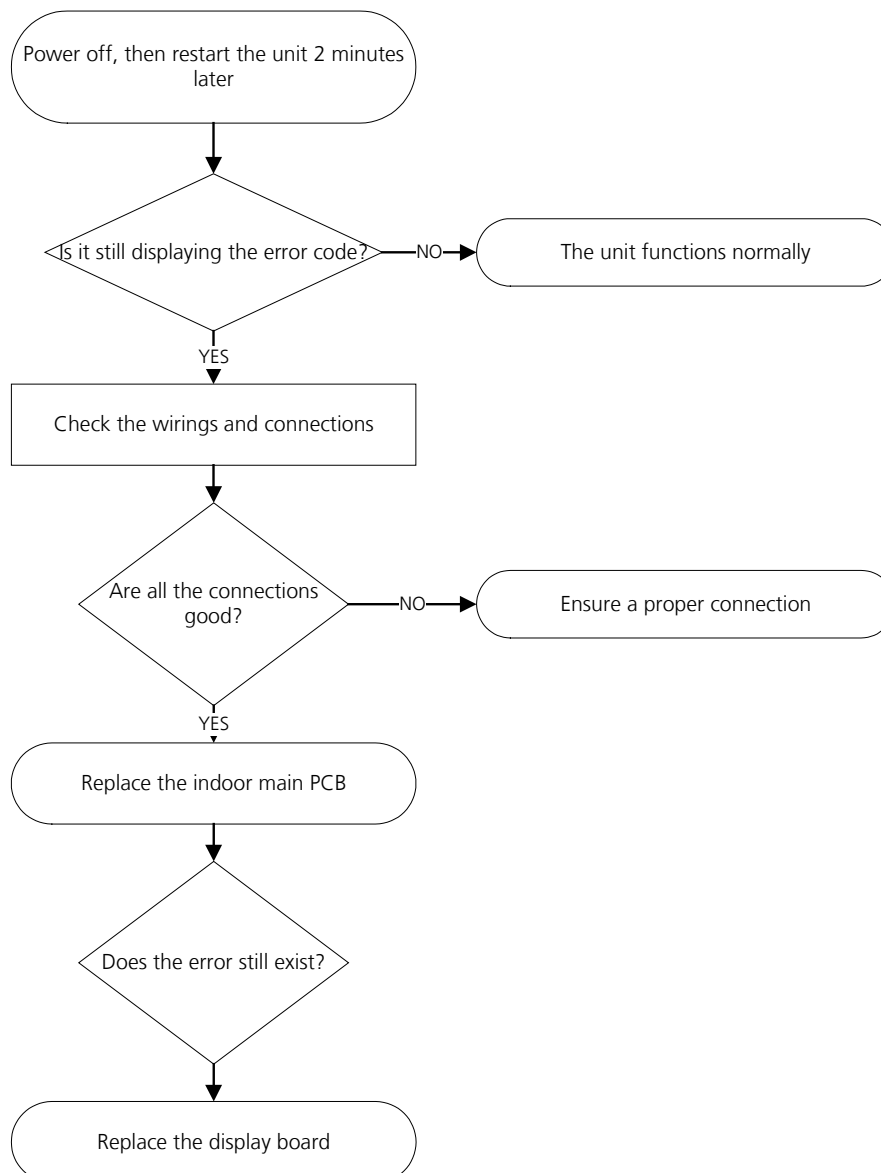 Power off, then restart the unit 2 minutes
later
Is it still displaying the error code?
NO
The unit functions normally
YES
Check the wirings and connections
Are all the connections
good?
NO
Ensure a proper connection
YES
Replace the indoor main PCB
Does the error still exist?
Replace the display board